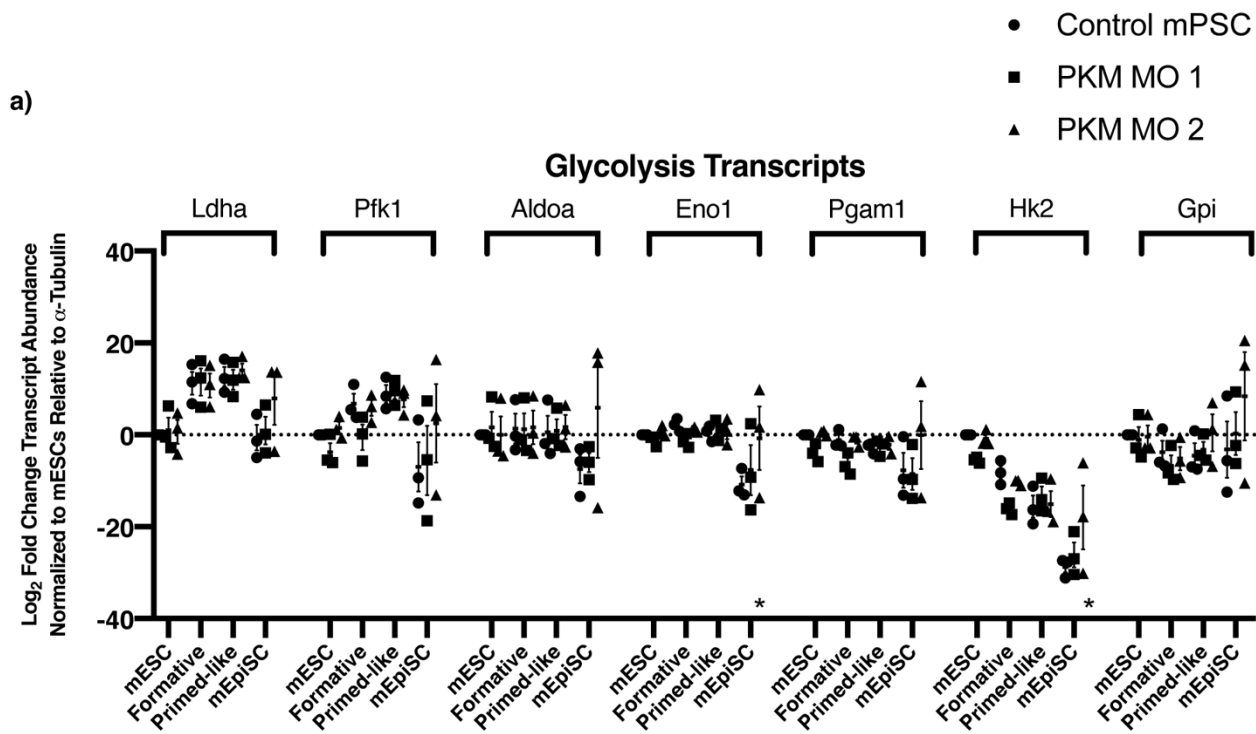 Control mPSC
PKM MO 1
a)
PKM MO 2
Glycolysis Transcripts
Ldha Pfk1 Aldoa Eno1 Pgam1 Hk2 Gpi
Log2 Fold Change Transcript Abundance
Normalized to mESCs Relative to α-Tubulin
40
20
0
-20
-40
* *
mESC Formative Primed-like mEpiSC mESC Formative Primed-like mEpiSC mESC Formative Primed-like mEpiSC mESC Formative Primed-like mEpiSC mESC Formative Primed-like mEpiSC mESC Formative Primed-like mEpiSC mESC Formative Primed-like mEpiSC